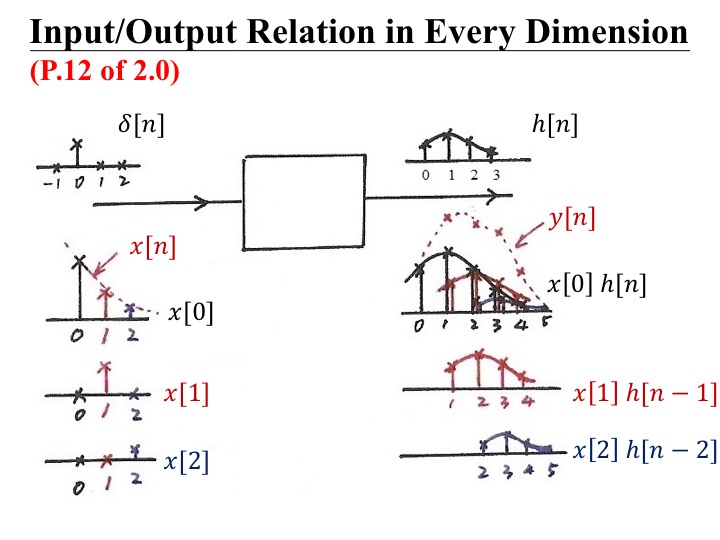 Input/Output Relation in Every Dimension
(P.12 of 2.0)
δ[n]
h[n]
-1 0 1 2
0 1 2 3
y[n]
x[n]
x[0] h[n]
x[0]
0 1 2
0 1 2 3 4 5
x[1]
0 1 2
1 2 3 4
x[1] h[n − 1]
x[2]
0 1 2
2 3 4 5
x[2] h[n − 2]